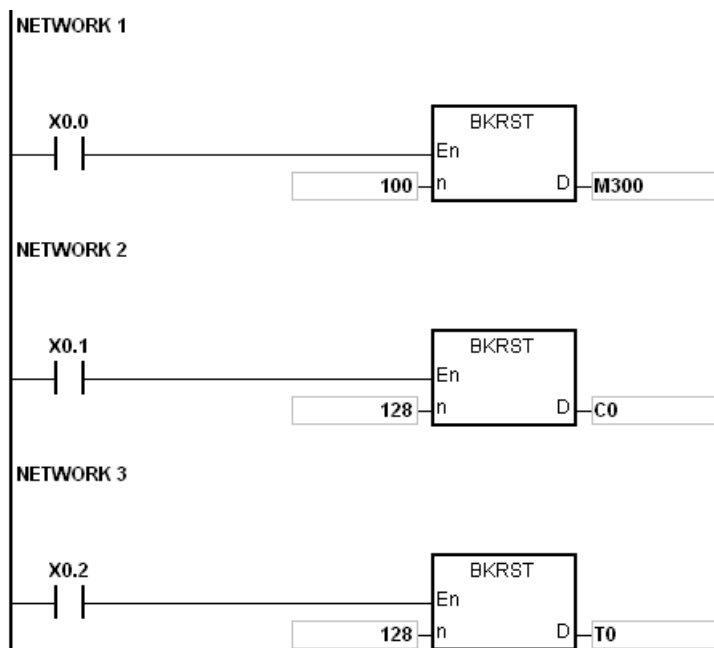 NETWORK 1
X0.0
BKRST
En
100 n D M300
NETWORK 2
X0.1
BKRST
En
128 n D C0
NETWORK 3
X0.2
BKRST
En
128 n D T0